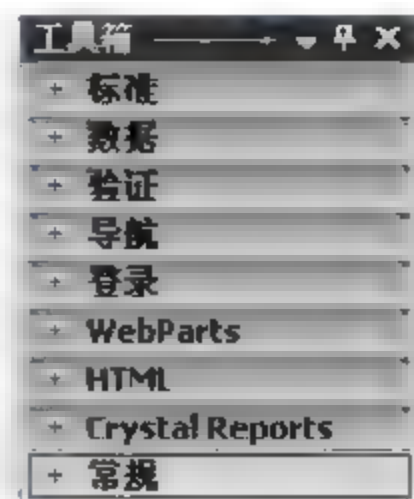 工具箱
+ 标准
+ 数据
+ 验证
+ 导航
+ 登录
+ WebParts
+ HTML
+ Crystal Reports
+ 常规